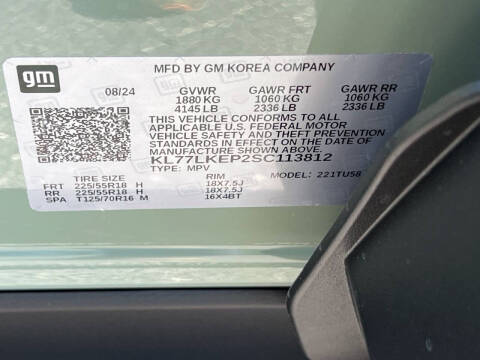 gm
MFD BY GM KOREA COMPANY
08/24 GVWR GAWR FRT GAWR RR
1880 KG 1060 KG 1060 KG
4145 LB 2336 LB 2336 LB
THIS VEHICLE CONFORMS TO ALL
APPLICABLE U.S. FEDERAL MOTOR
VEHICLE SAFETY AND THEFT PREVENTION
STANDARDS IN EFFECT ON THE DATE OF
MANUFACTURE SHOWN ABOVE.
KL77LKEP2SC113812
TYPE: MPV MODEL: 221TU58
TIRE SIZE RIM
FRT 225/55R18 H 18X7.5J
RR 225/55R18 H 18X7.5J
SPA T125/70R16 M 16X4BT